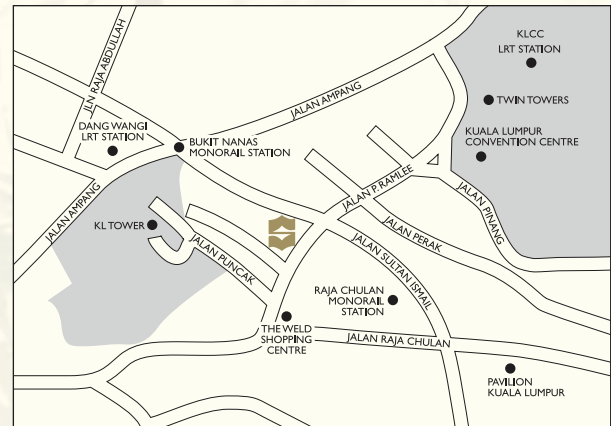 KLCC
LRT STATION
JLN RAJA ABDULLAH
JALAN AMPANG
TWIN TOWERS
DANG WANGI
LRT STATION
BUKIT NANAS
MONORAIL STATION
KUALA LUMPUR
CONVENTION CENTRE
JALAN P. RAMLEE
JALAN PINANG
JALAN AMPANG
KL TOWER
JALAN PUNCAK
JALAN PERAK
JALAN SULTAN ISMAIL
RAJA CHULAN
MONORAIL
STATION
THE WELD
SHOPPING
CENTRE
JALAN RAJA CHULAN
PAVILION
KUALA LUMPUR